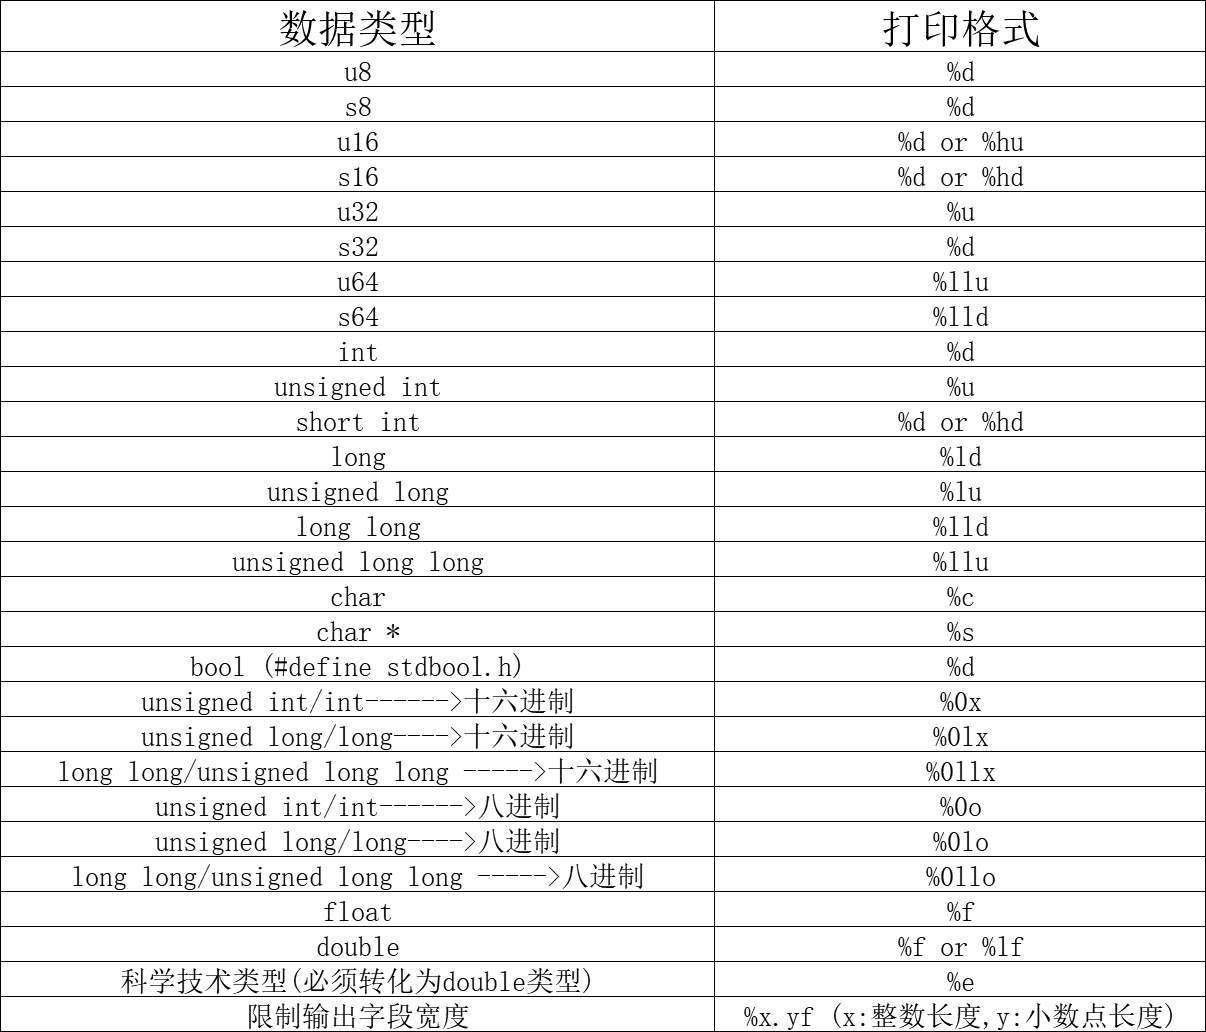 数据类型 打印格式
u8 %d
s8 %d
u16 %d or %hu
s16 %d or %hd
u32 %u
s32 %d
u64 %llu
s64 %lld
int %d
unsigned int %u
short int %d or %hd
long %ld
unsigned long %lu
long long %lld
unsigned long long %llu
char %c
char * %s
bool (#define stdbool.h) %d
unsigned int/int------>十六进制 %0x
unsigned long/long---->十六进制 %0lx
long long/unsigned long long ----->十六进制 %0llx
unsigned int/int------>八进制 %0o
unsigned long/long---->八进制 %0lo
long long/unsigned long long ----->八进制 %0llo
float %f
double %f or %lf
科学技术类型(必须转化为double类型) %e
限制输出字段宽度 %x.yf (x:整数长度,y:小数点长度)